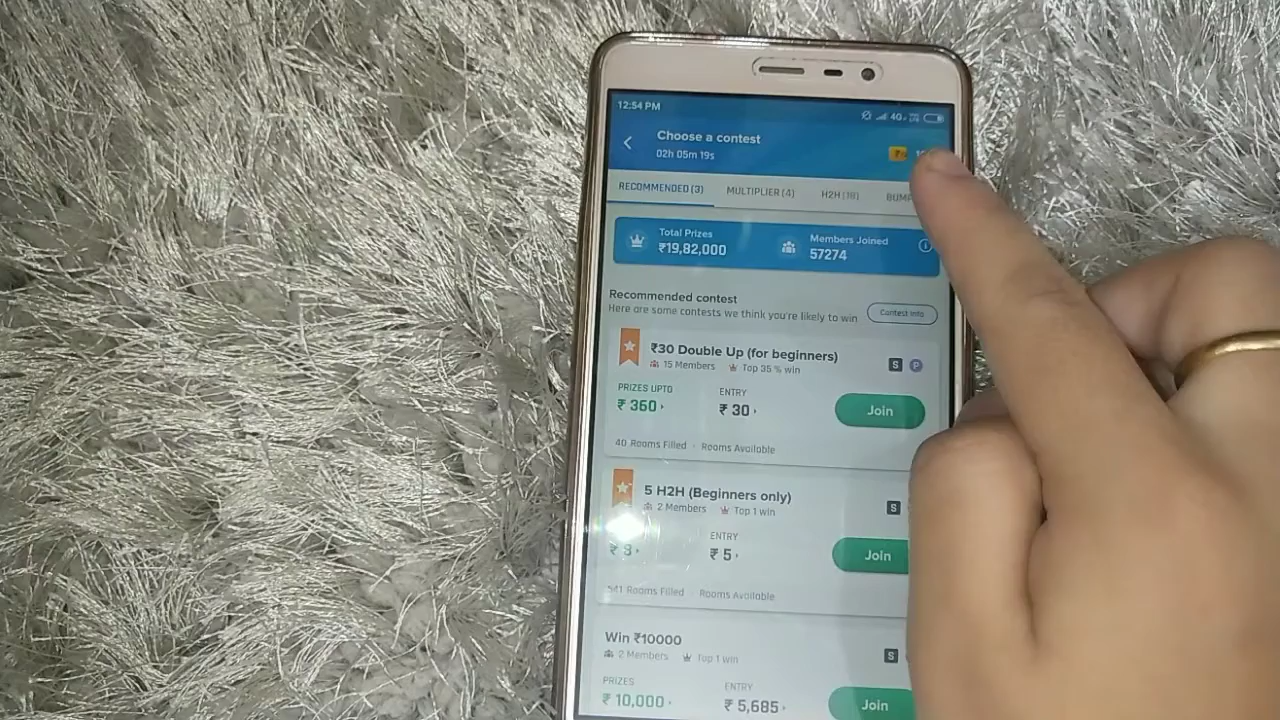 12:54 PM
4G
Choose a contest
02h 05m 19s
RECOMMENDED (3) MULTIPLIER (4) H2H (18)
Total Prizes Members Joined
₹19,82,000 57274
Recommended contest
Here are some contests we think you're likely to win
Contest Info
₹30 Double Up (for beginners)
15 Members Top 35 % win
S P
PRIZES UPTO ENTRY
₹ 360 ₹ 30 Join
40 Rooms Filled · Rooms Available
5 H2H (Beginners only)
2 Members Top 1 win
S
ENTRY
₹ 5 Join
Rooms Filled · Rooms Available
Win ₹10000
2 Members Top 1 win
S
PRIZES ENTRY
₹ 10,000 ₹ 5,685 Join